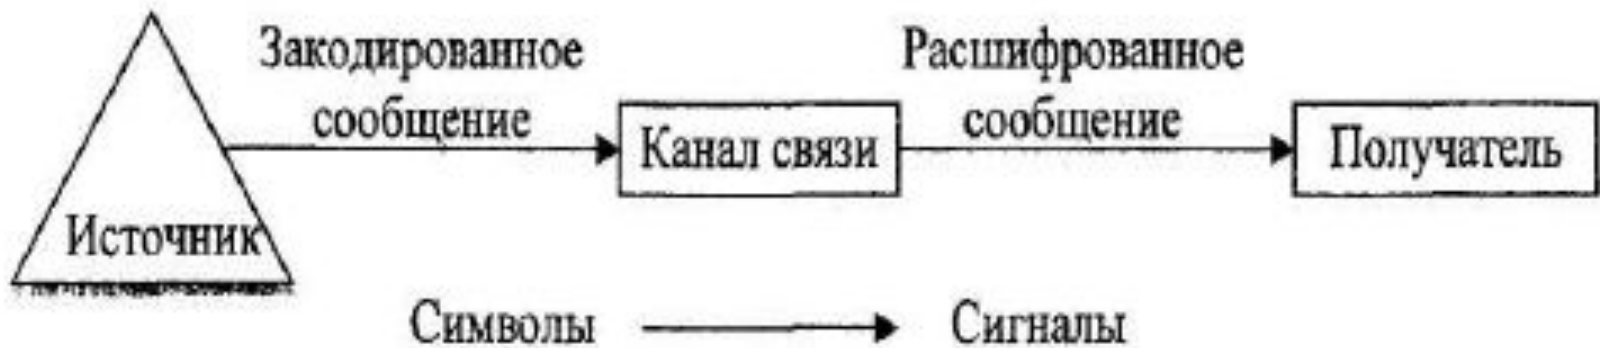 Закодированное
сообщение
Расшифрованное
сообщение
Источник
Канал связи
Получатель
Символы
Сигналы